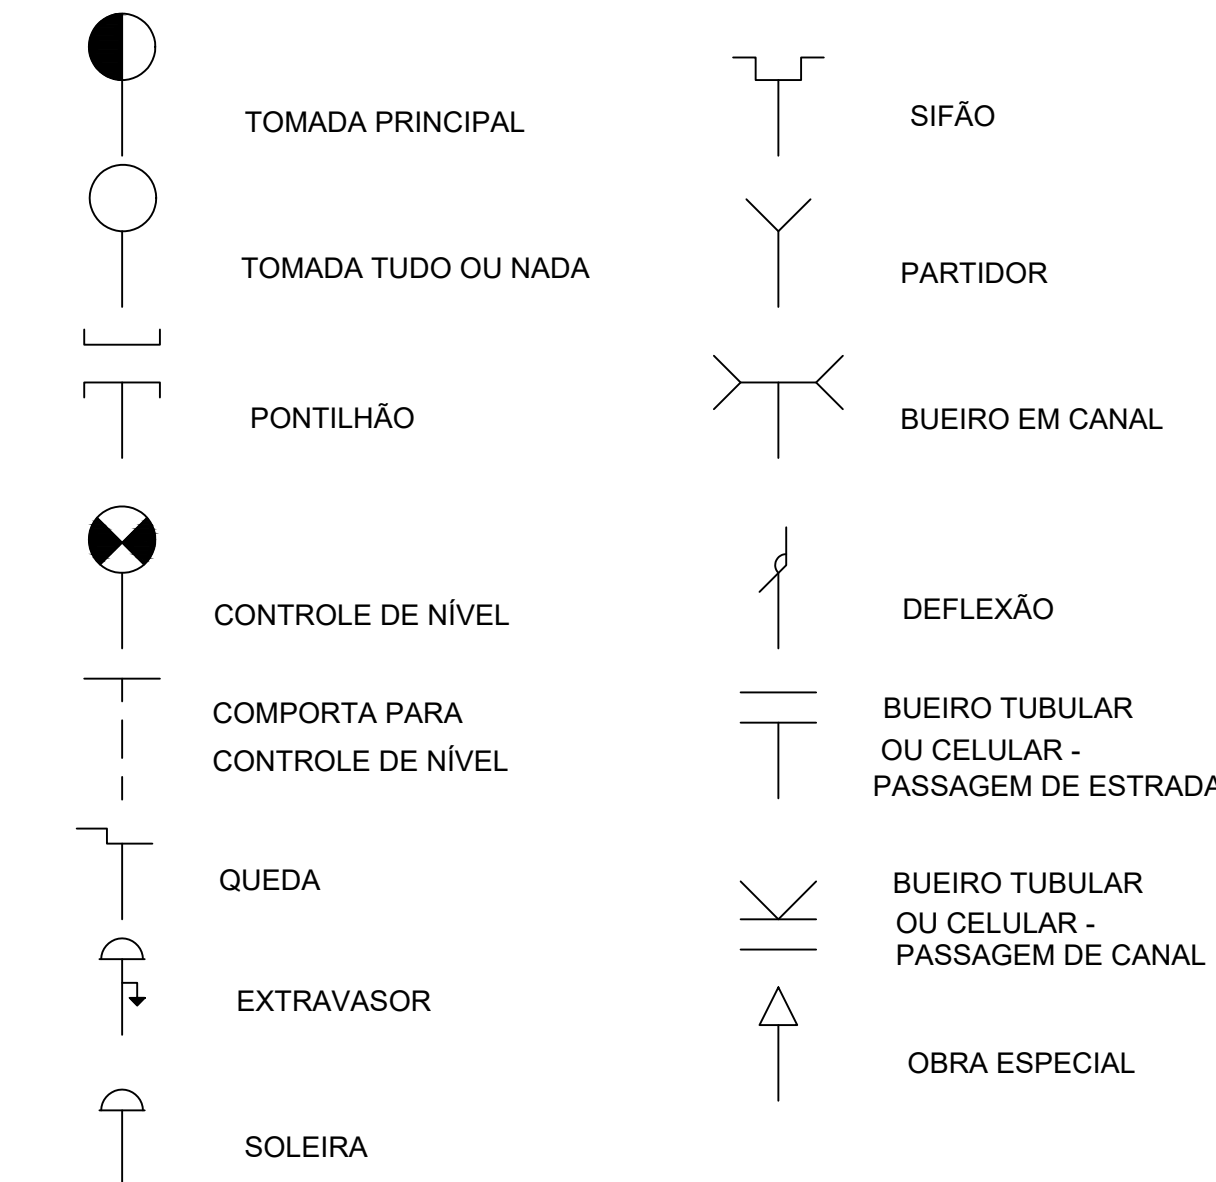 TOMADA PRINCIPAL
TOMADA TUDO OU NADA
PONTILHÃO
CONTROLE DE NÍVEL
COMPORTA PARA
CONTROLE DE NÍVEL
QUEDA
EXTRAVASOR
SOLEIRA
SIFÃO
PARTIDOR
BUEIRO EM CANAL
DEFLEXÃO
BUEIRO TUBULAR
OU CELULAR -
PASSAGEM DE ESTRADA
BUEIRO TUBULAR
OU CELULAR -
PASSAGEM DE CANAL
OBRA ESPECIAL